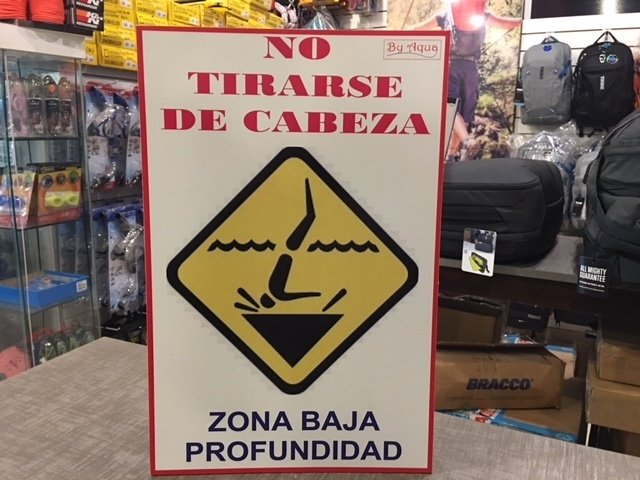 NO
By Aqua
TIRARSE
DE CABEZA
ZONA BAJA
PROFUNDIDAD
BRACCO
ALL MIGHTY
GUARANTEE
K&N